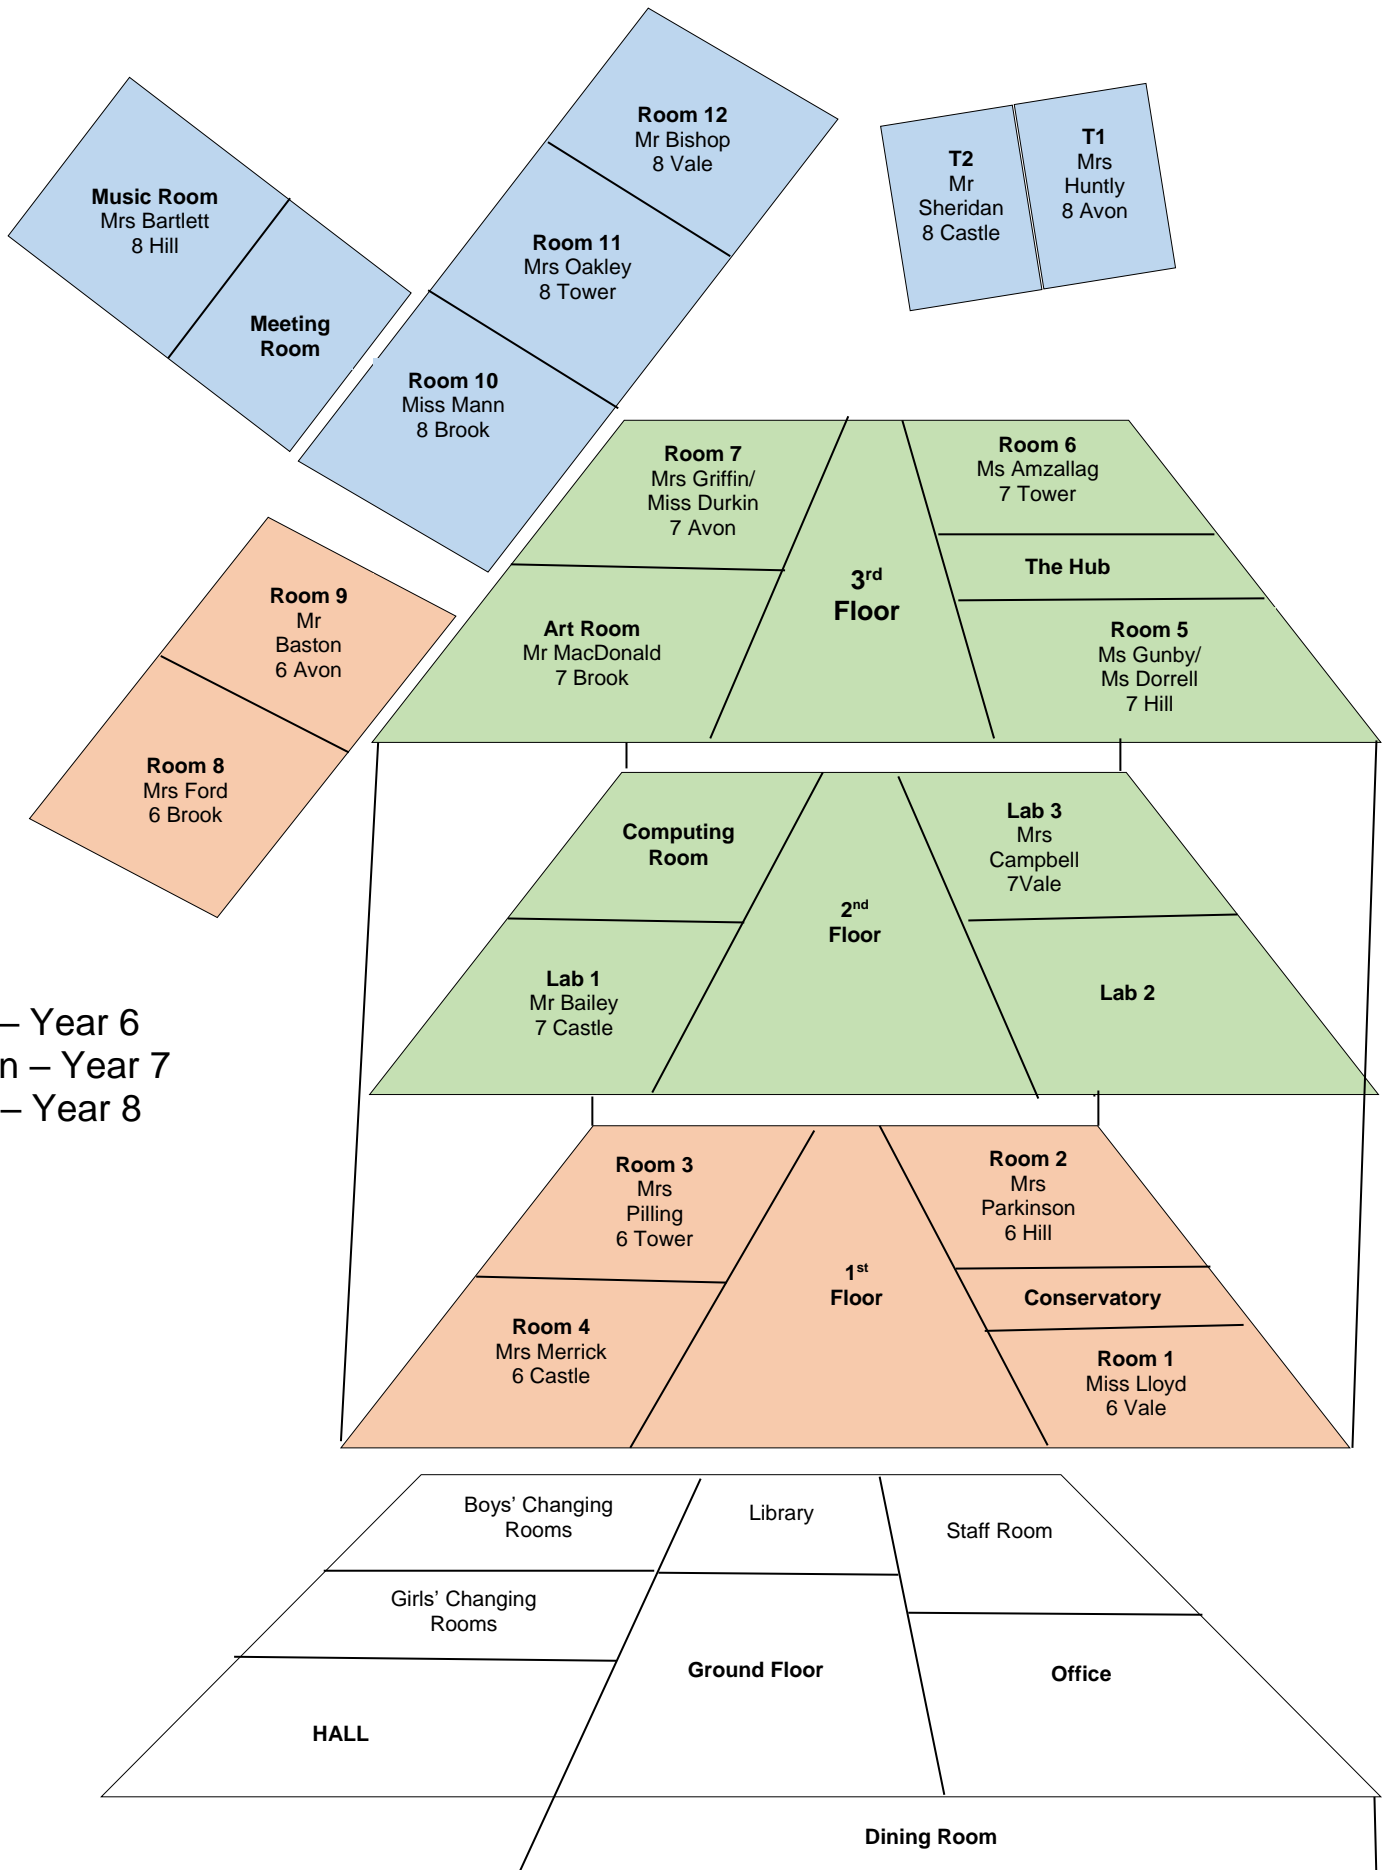 Room 12
Mr Bishop
8 Vale
T1
Mrs
Huntly
8 Avon
T2
Mr
Sheridan
8 Castle
Music Room
Mrs Bartlett
8 Hill
Room 11
Mrs Oakley
8 Tower
Meeting
Room
Room 10
Miss Mann
8 Brook
Room 7
Mrs Griffin/
Miss Durkin
7 Avon
Room 6
Ms Amzallag
7 Tower
The Hub
3rd
Floor
Room 9
Mr
Baston
6 Avon
Art Room
Mr MacDonald
7 Brook
Room 5
Ms Gunby/
Ms Dorrell
7 Hill
Room 8
Mrs Ford
6 Brook
Computing
Room
Lab 3
Mrs
Campbell
7Vale
2nd
Floor
Lab 1
Mr Bailey
7 Castle
Lab 2
– Year 6
n – Year 7
– Year 8
Room 3
Mrs
Pilling
6 Tower
Room 2
Mrs
Parkinson
6 Hill
1st
Floor
Conservatory
Room 4
Mrs Merrick
6 Castle
Room 1
Miss Lloyd
6 Vale
Boys’ Changing
Rooms
Library
Staff Room
Girls’ Changing
Rooms
Ground Floor
Office
HALL
Dining Room